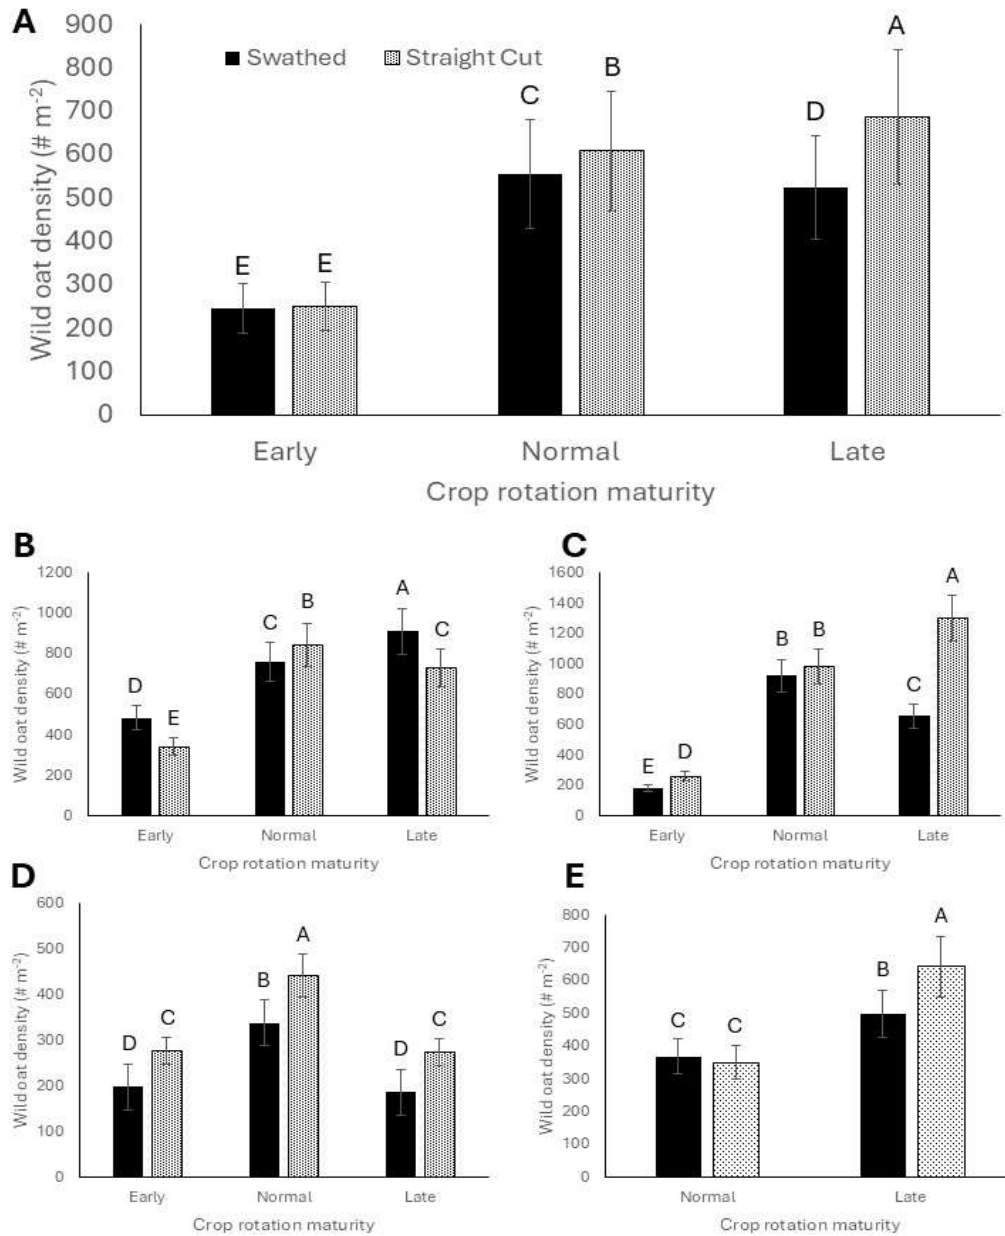 A
Wild oat density (# m⁻²)
900
800
700
600
500
400
300
200
100
0
Swathed
Straight Cut
E
E
C
B
D
A
Early
Normal
Late
Crop rotation maturity
B
Wild oat density (# m⁻²)
1200
1000
800
600
400
200
0
D
E
C
B
A
C
Early
Normal
Late
Crop rotation maturity
C
Wild oat density (# m⁻²)
1600
1400
1200
1000
800
600
400
200
0
E
D
B
B
C
A
Early
Normal
Late
Crop rotation maturity
D
Wild oat density (# m⁻²)
600
500
400
300
200
100
0
D
C
B
A
D
C
Early
Normal
Late
Crop rotation maturity
E
Wild oat density (# m⁻²)
800
700
600
500
400
300
200
100
0
C
C
B
A
Normal
Late
Crop rotation maturity